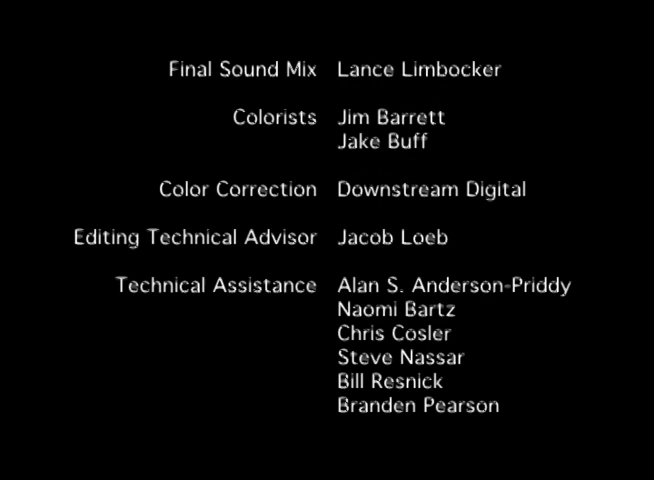 Final Sound Mix Lance Limbocker
Colorists Jim Barrett
Jake Buff
Color Correction Downstream Digital
Editing Technical Advisor Jacob Loeb
Technical Assistance Alan S. Anderson-Priddy
Naomi Bartz
Chris Cosler
Steve Nassar
Bill Resnick
Branden Pearson